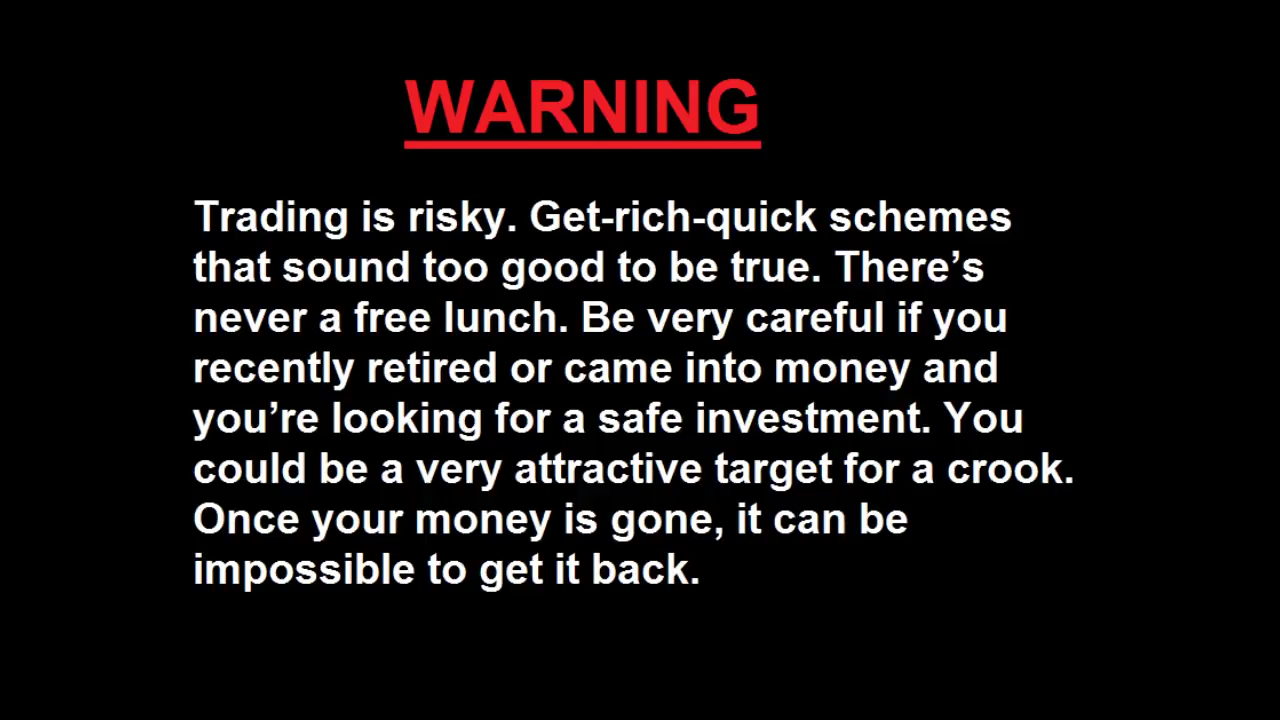 WARNING
Trading is risky. Get-rich-quick schemes
that sound too good to be true. There’s
never a free lunch. Be very careful if you
recently retired or came into money and
you’re looking for a safe investment. You
could be a very attractive target for a crook.
Once your money is gone, it can be
impossible to get it back.